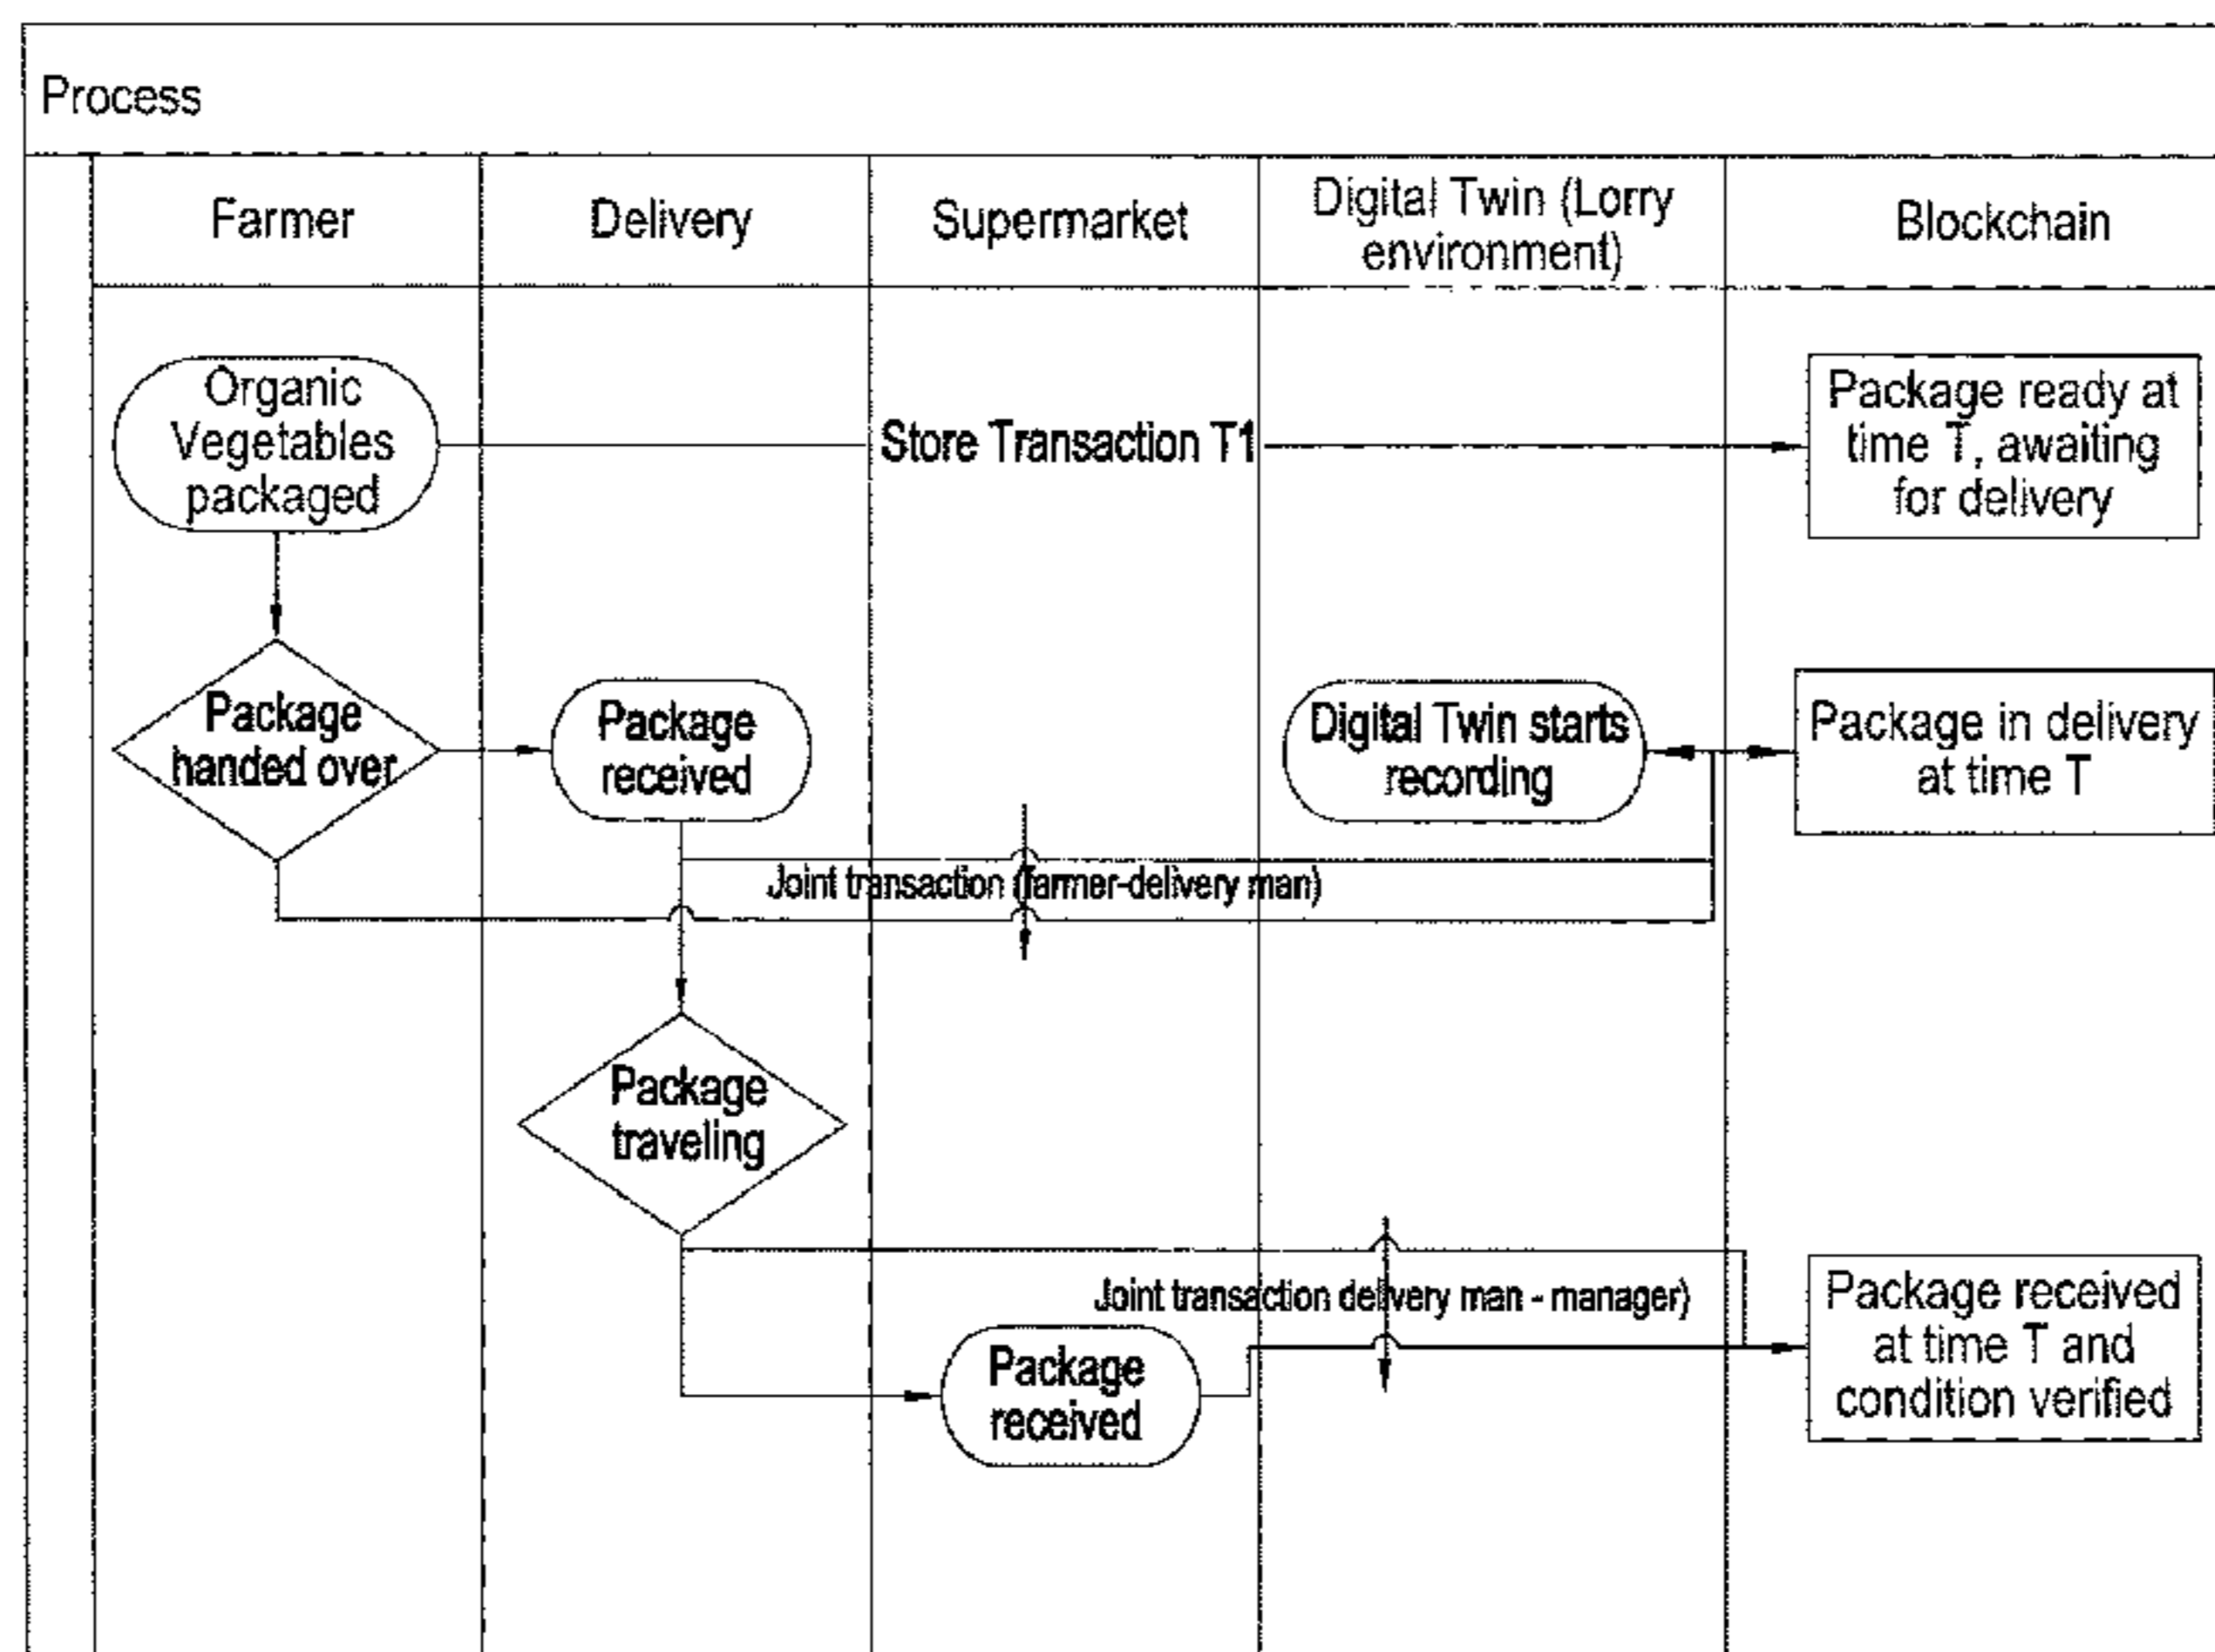 Process
Farmer
Delivery
Supermarket
Digital Twin (Lorry
environment)
Blockchain
Organic
Vegetables
packaged
Store Transaction T1
Package ready at
time T, awaiting
for delivery
Package
handed over
Package
received
Digital Twin starts
recording
Package in delivery
at time T
Joint transaction (farmer-delivery man)
Package
traveling
Joint transaction delivery man - manager)
Package
received
Package received
at time T and
condition verified